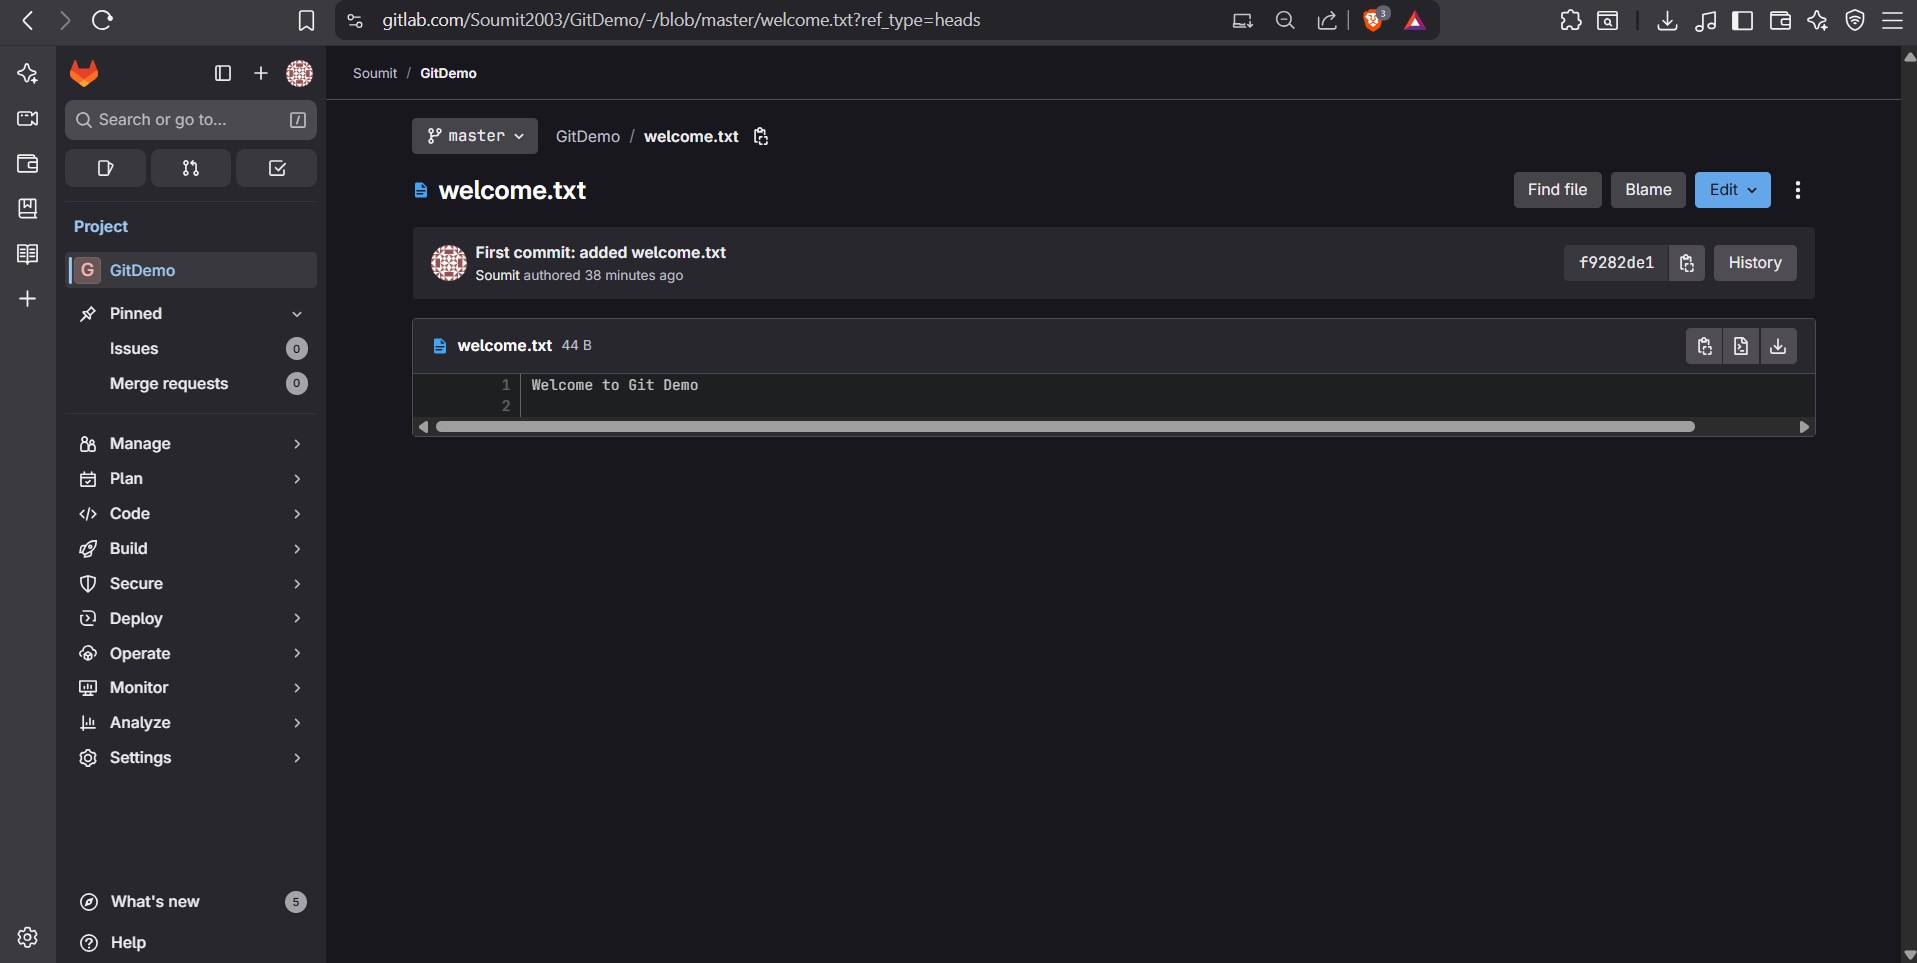 gitlab.com/Soumit2003/GitDemo/-/blob/master/welcome.txt?ref_type=heads
3
Search or go to...
/
Project
G GitDemo
Pinned
Issues 0
Merge requests 0
Manage
Plan
Code
Build
Secure
Deploy
Operate
Monitor
Analyze
Settings
What's new 5
Help
Soumit / GitDemo
master GitDemo / welcome.txt
welcome.txt
Find file Blame Edit
First commit: added welcome.txt
Soumit authored 38 minutes ago
f9282de1 History
welcome.txt 44 B
1 Welcome to Git Demo
2